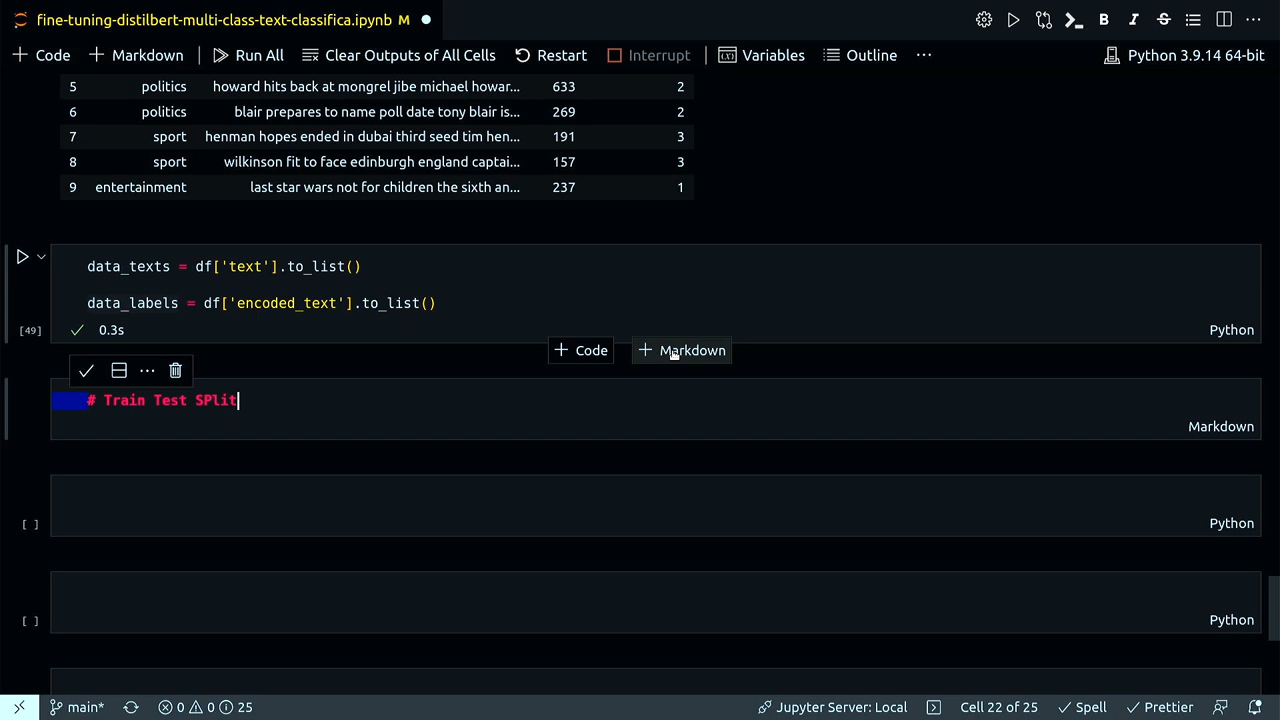 fine-tuning-distilbert-multi-class-text-classifica.ipynb M
B I S
+ Code + Markdown Run All Clear Outputs of All Cells Restart Interrupt Variables Outline ... Python 3.9.14 64-bit
5 politics howard hits back at mongrel jibe michael howar... 633 2
6 politics blair prepares to name poll date tony blair is... 269 2
7 sport henman hopes ended in dubai third seed tim hen... 191 3
8 sport wilkinson fit to face edinburgh england captai... 157 3
9 entertainment last star wars not for children the sixth an... 237 1
data_texts = df['text'].to_list()
data_labels = df['encoded_text'].to_list()
[49] 0.3s Python
+ Code + Markdown
# Train Test SPlit
Markdown
[ ] Python
[ ] Python
main* 0 0 25 Jupyter Server: Local Cell 22 of 25 Spell Prettier